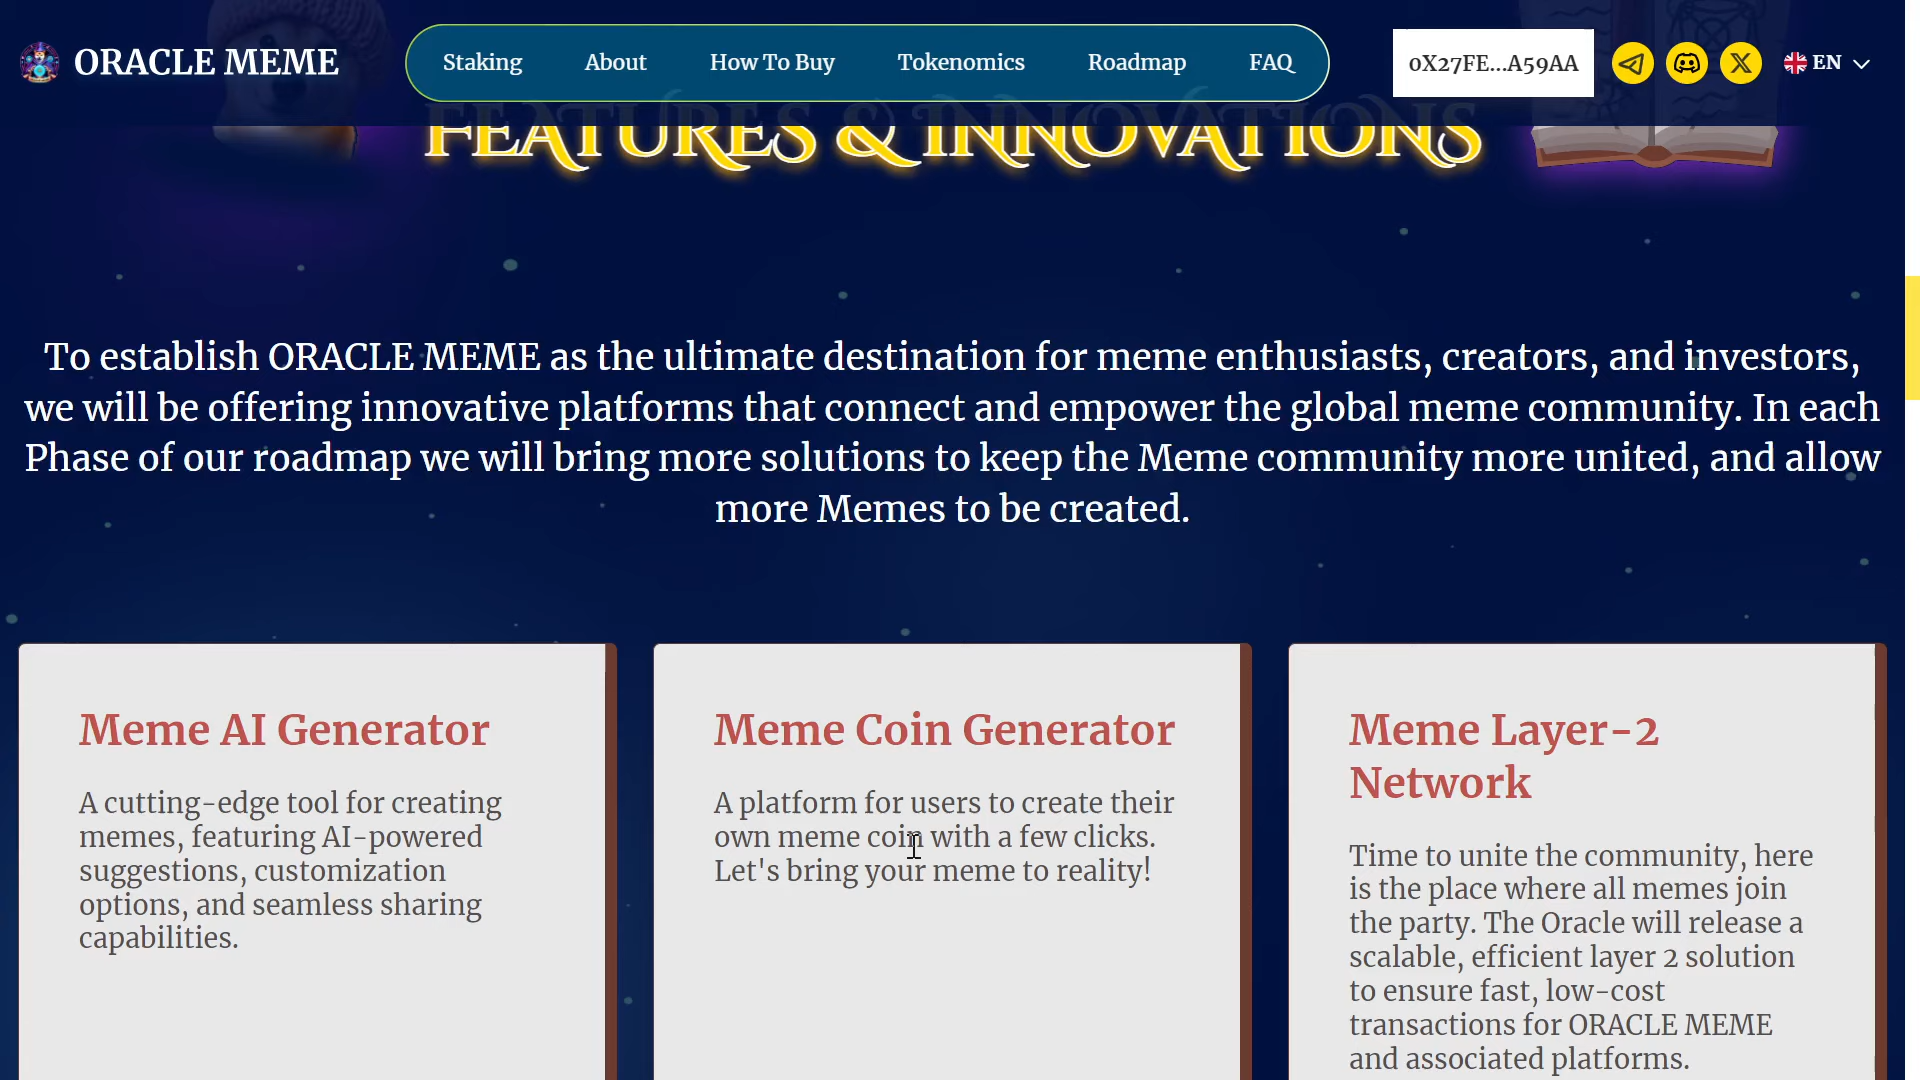 ORACLE MEME
Staking
About
How To Buy
Tokenomics
Roadmap
FAQ
0X27FE...A59AA
EN
FEATURES & INNOVATIONS
To establish ORACLE MEME as the ultimate destination for meme enthusiasts, creators, and investors,
we will be offering innovative platforms that connect and empower the global meme community. In each
Phase of our roadmap we will bring more solutions to keep the Meme community more united, and allow
more Memes to be created.
Meme AI Generator
A cutting-edge tool for creating
memes, featuring AI-powered
suggestions, customization
options, and seamless sharing
capabilities.
Meme Coin Generator
A platform for users to create their
own meme coin with a few clicks.
Let's bring your meme to reality!
Meme Layer-2
Network
Time to unite the community, here
is the place where all memes join
the party. The Oracle will release a
scalable, efficient layer 2 solution
to ensure fast, low-cost
transactions for ORACLE MEME
and associated platforms.